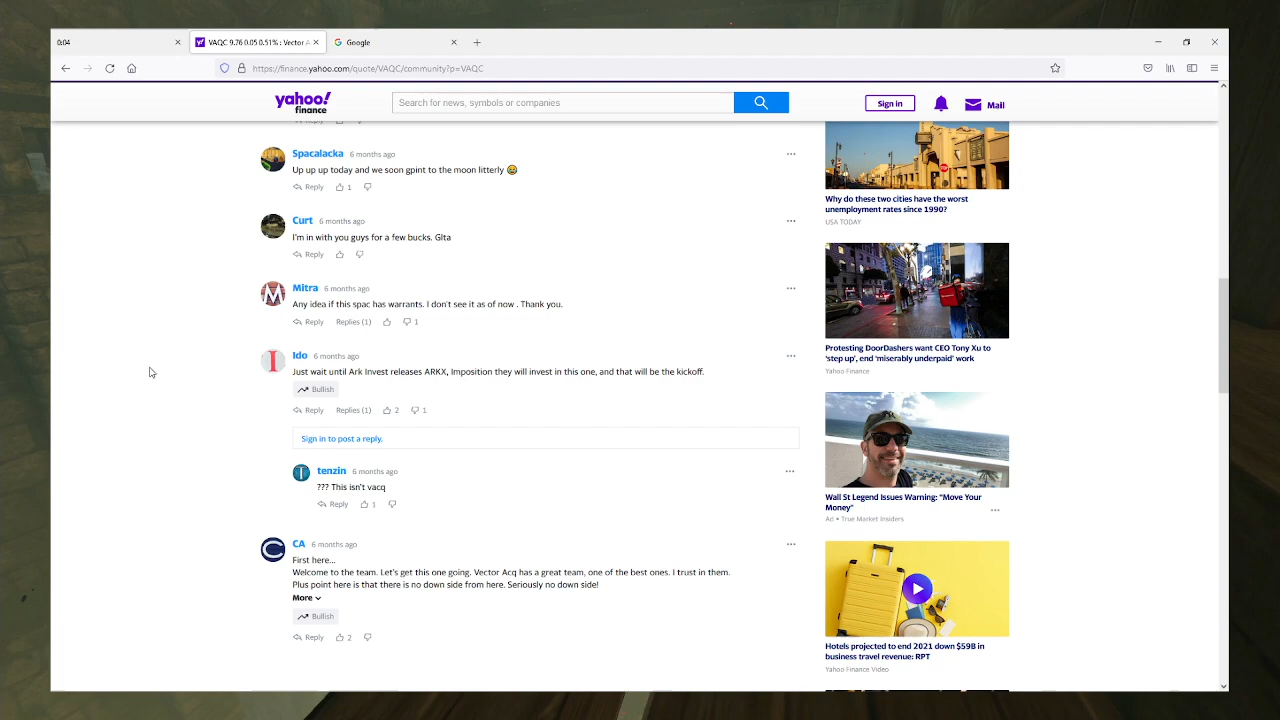 0:04
VAQC 9.76 0.05 0.51% : Vector A
Google
https://finance.yahoo.com/quote/VAQC/community?p=VAQC
yahoo!
finance
Search for news, symbols or companies
Sign in
Mail
Reply
Spacalacka 6 months ago
Up up up today and we soon gpint to the moon litterly 😄
Reply 1
Curt 6 months ago
I'm in with you guys for a few bucks. Glta
Reply
Mitra 6 months ago
Any idea if this spac has warrants. I don't see it as of now . Thank you.
Reply Replies (1) 1
Ido 6 months ago
Just wait until Ark Invest releases ARKX, Imposition they will invest in this one, and that will be the kickoff.
Bullish
Reply Replies (1) 2 1
Sign in to post a reply.
tenzin 6 months ago
??? This isn't vacq
Reply 1
CA 6 months ago
First here...
Welcome to the team. Let's get this one going. Vector Acq has a great team, one of the best ones. I trust in them.
Plus point here is that there is no down side from here. Seriously no down side!
More
Bullish
Reply 2
Why do these two cities have the worst
unemployment rates since 1990?
USA TODAY
Protesting DoorDashers want CEO Tony Xu to
'step up', end 'miserably underpaid' work
Yahoo Finance
Wall St Legend Issues Warning: "Move Your
Money"
Ad • True Market Insiders
Hotels projected to end 2021 down $59B in
business travel revenue: RPT
Yahoo Finance Video